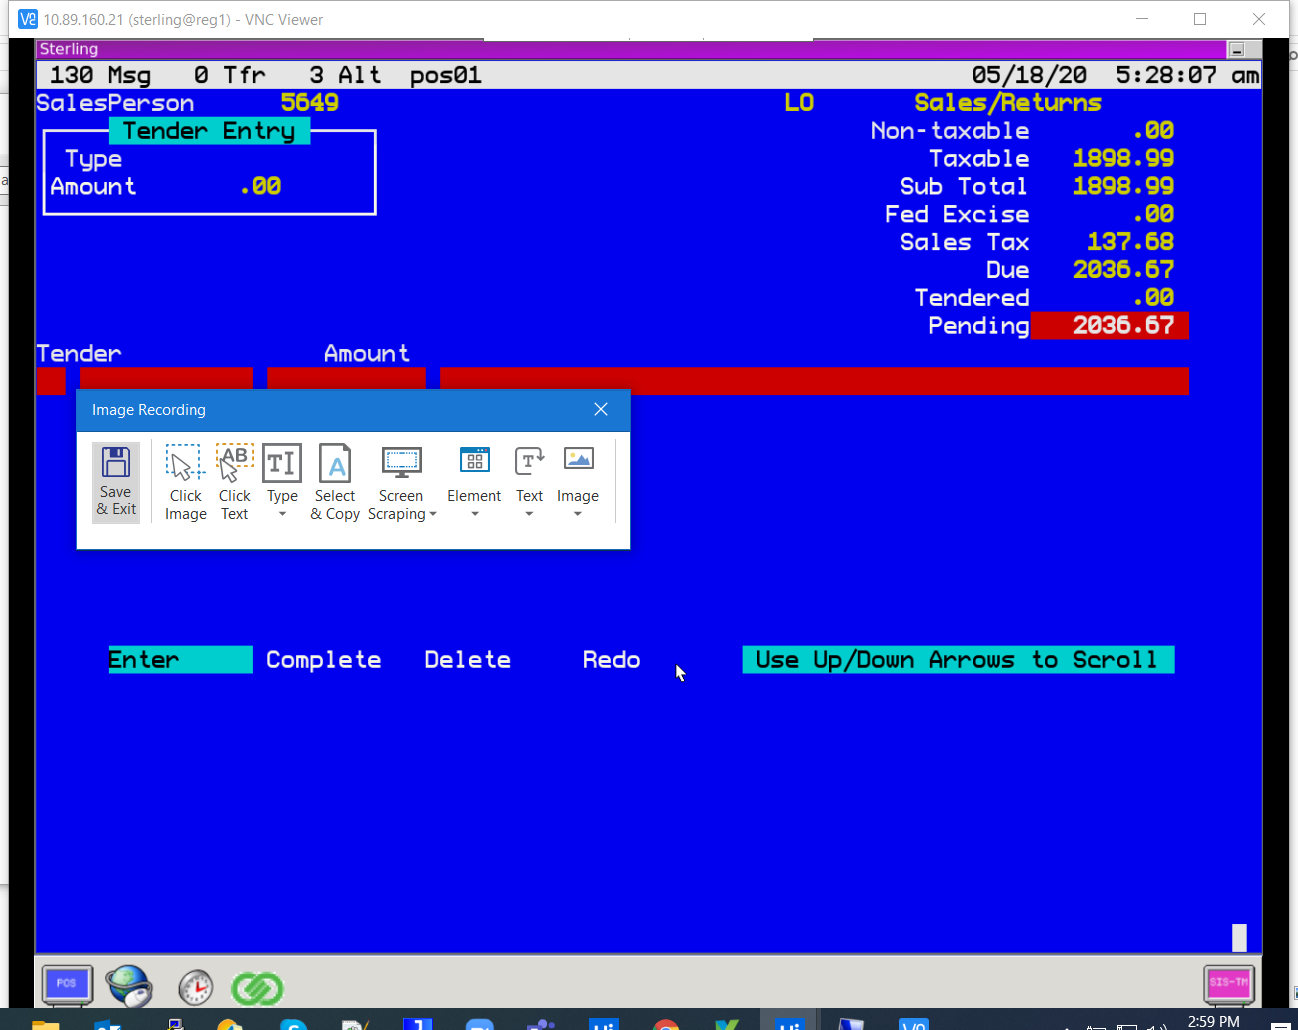 10.89.160.21 (sterling@reg1) - VNC Viewer
Sterling
130 Msg 0 Tfr 3 Alt pos01 05/18/20 5:28:07 am
SalesPerson 5649 LO Sales/Returns
Tender Entry Non-taxable .00
Type Taxable 1898.99
Amount .00 Sub Total 1898.99
Fed Excise .00
Sales Tax 137.68
Due 2036.67
Tendered .00
Pending 2036.67
Tender Amount
Image Recording
Save & Exit
Click Image
Click Text
Type
Select & Copy
Screen Scraping
Element
Text
Image
Enter Complete Delete Redo Use Up/Down Arrows to Scroll
POS
SIS-TM
2:59 PM